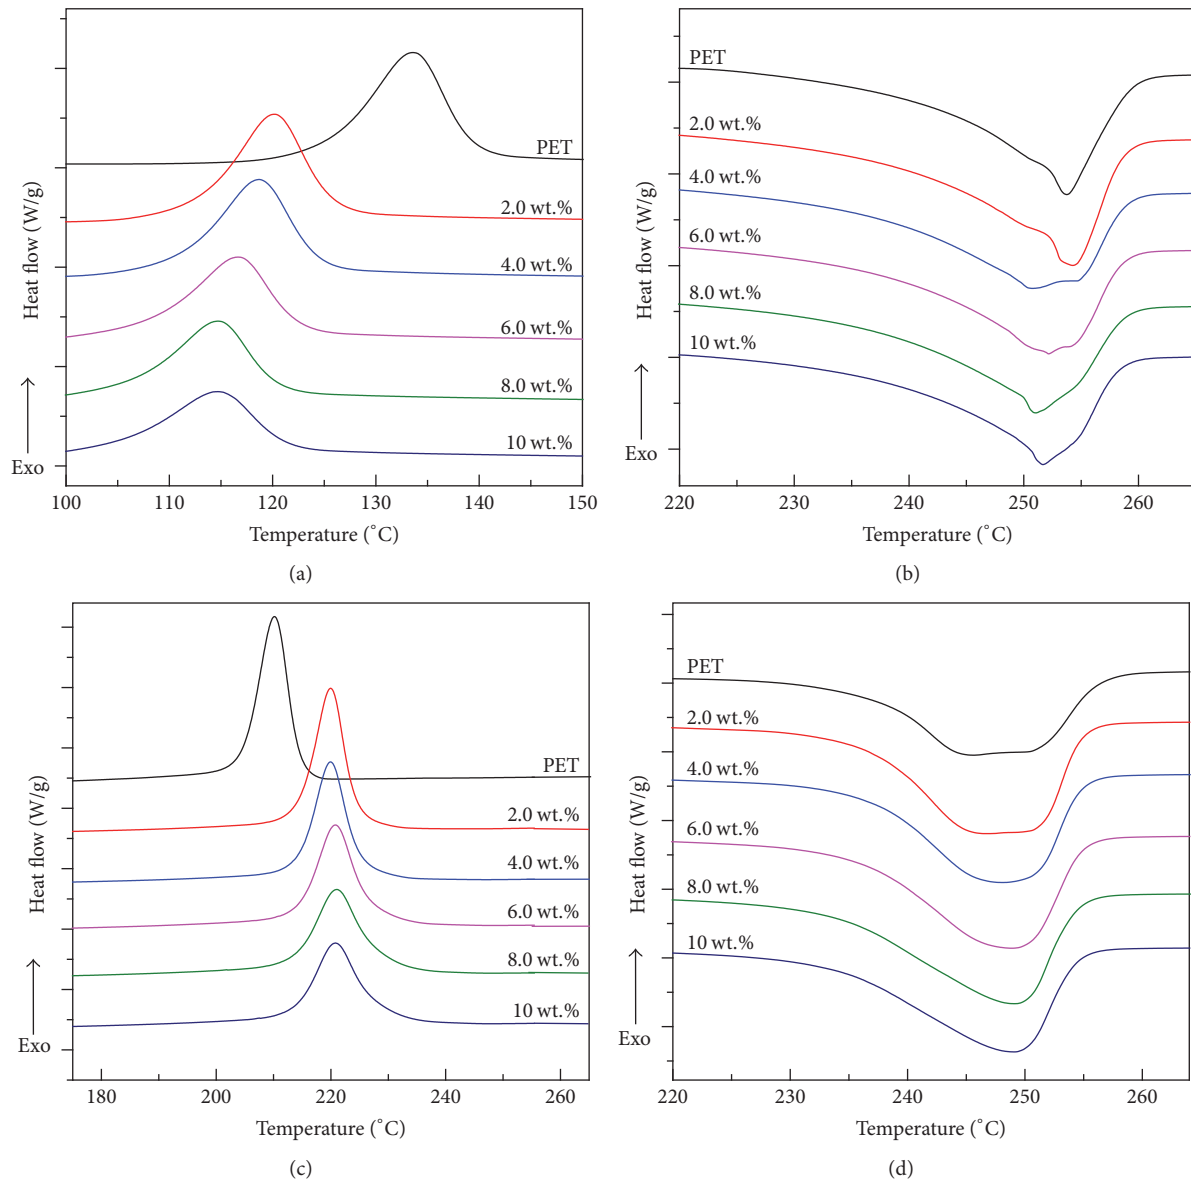 PET
2.0 wt.%
4.0 wt.%
6.0 wt.%
8.0 wt.%
10 wt.%
Heat flow (W/g)
Exo
100 110 120 130 140 150
Temperature (˚C)
(a)
PET
2.0 wt.%
4.0 wt.%
6.0 wt.%
8.0 wt.%
10 wt.%
Heat flow (W/g)
Exo
220 230 240 250 260
Temperature (˚C)
(b)
PET
2.0 wt.%
4.0 wt.%
6.0 wt.%
8.0 wt.%
10 wt.%
Heat flow (W/g)
Exo
180 200 220 240 260
Temperature (˚C)
(c)
PET
2.0 wt.%
4.0 wt.%
6.0 wt.%
8.0 wt.%
10 wt.%
Heat flow (W/g)
Exo
220 230 240 250 260
Temperature (˚C)
(d)